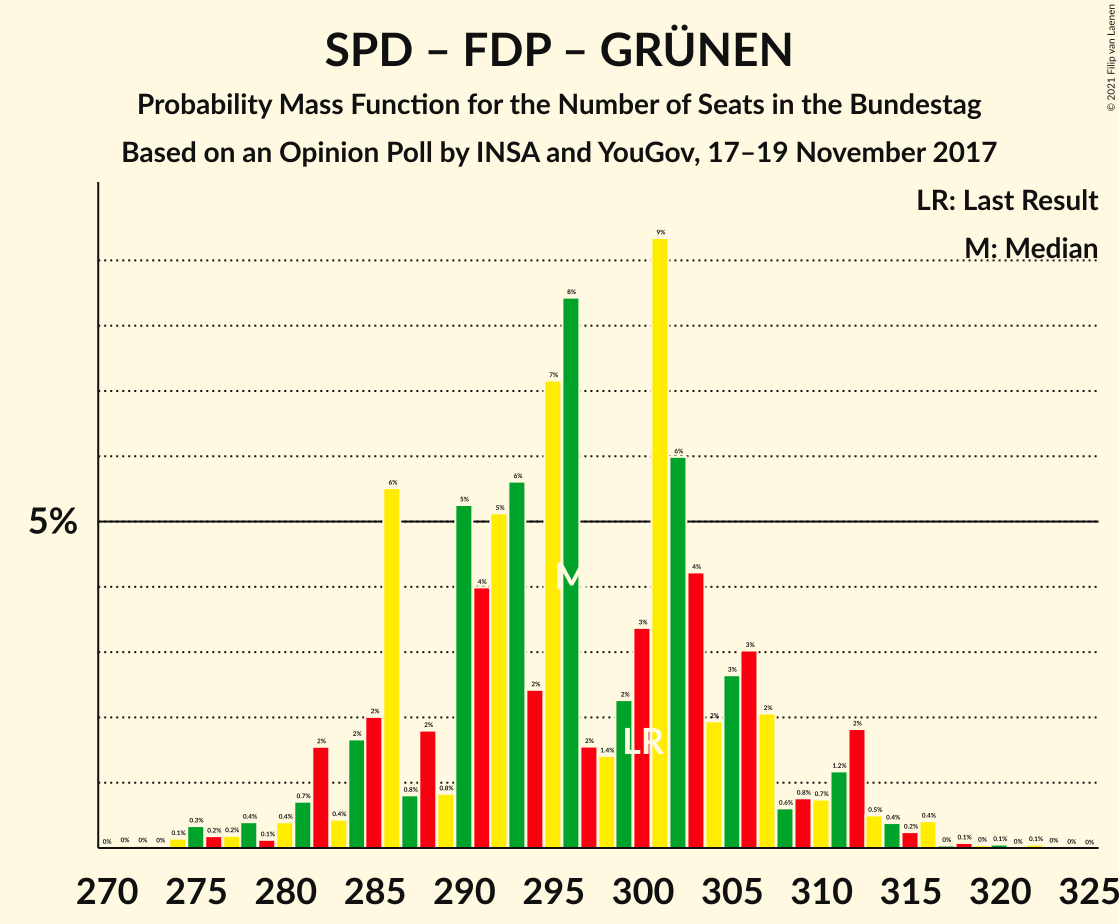 SPD – FDP – GRÜNEN
Probability Mass Function for the Number of Seats in the Bundestag
Based on an Opinion Poll by INSA and YouGov, 17–19 November 2017
© 2021 Filip van Laenen
LR: Last Result
M: Median
5%
0% 0% 0% 0% 0.1% 0.3% 0.2% 0.2% 0.4% 0.1% 0.4% 0.7% 2% 0.4% 2% 2% 6% 0.8% 2% 0.8% 5% 4% 5% 6% 2% 7% 8% 2% 1.4% 2% 3% 9% 6% 4% 2% 3% 3% 2% 0.6% 0.8% 0.7% 1.2% 2% 0.5% 0.4% 0.2% 0.4% 0% 0.1% 0% 0.1% 0% 0.1% 0% 0% 0%
M
LR
270 275 280 285 290 295 300 305 310 315 320 325